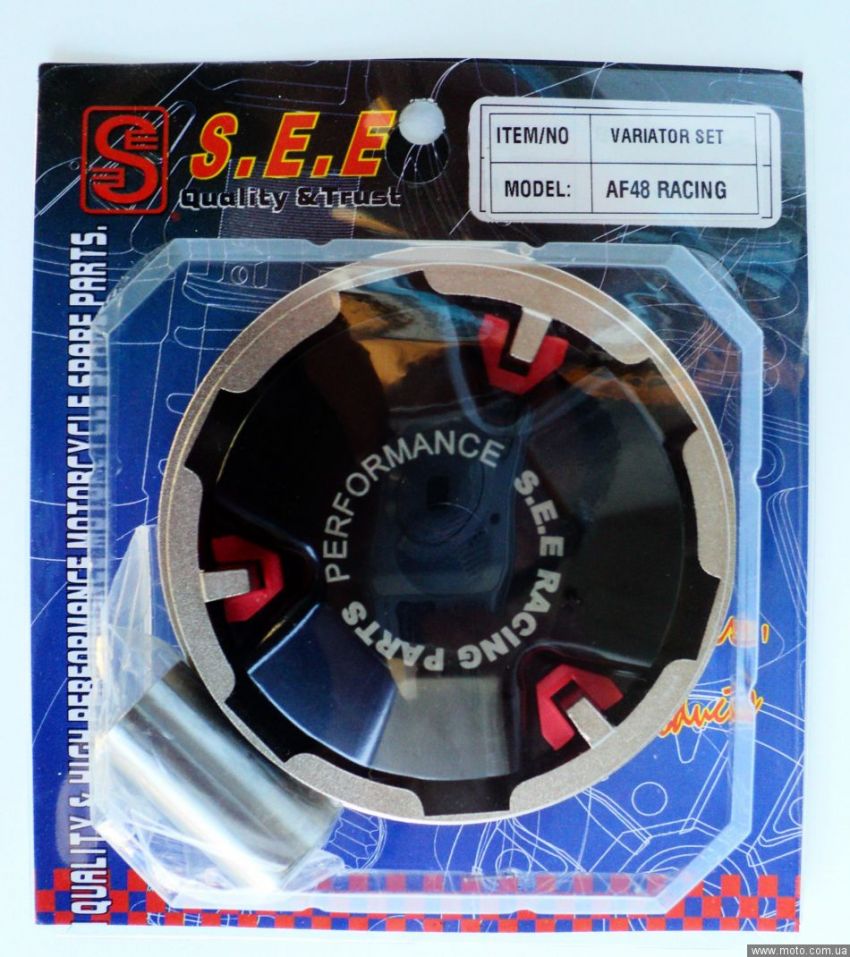 S.E.E
Quality & Trust
ITEM/NO VARIATOR SET
MODEL: AF48 RACING
QUALITY & HIGH PERFORMANCE MOTORCYCLE SPARE PARTS.
PERFORMANCE
S.E.E RACING PARTS
www.moto.com.ua